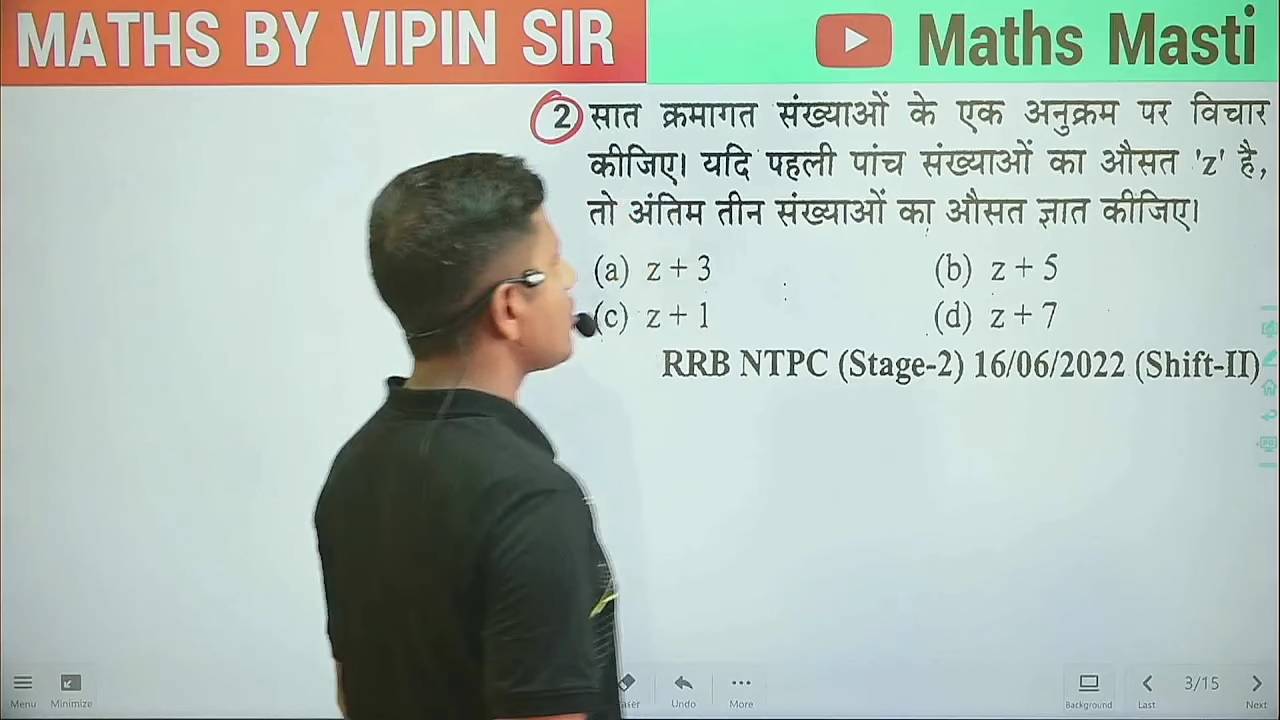 MATHS BY VIPIN SIR
Maths Masti
2 सात क्रमागत संख्याओं के एक अनुक्रम पर विचार
कीजिए। यदि पहली पांच संख्याओं का औसत 'z' है,
तो अंतिम तीन संख्याओं का औसत ज्ञात कीजिए।
(a) z + 3 (b) z + 5
(c) z + 1 (d) z + 7
RRB NTPC (Stage-2) 16/06/2022 (Shift-II)
Menu Minimize Undo More Background Last 3/15 Next